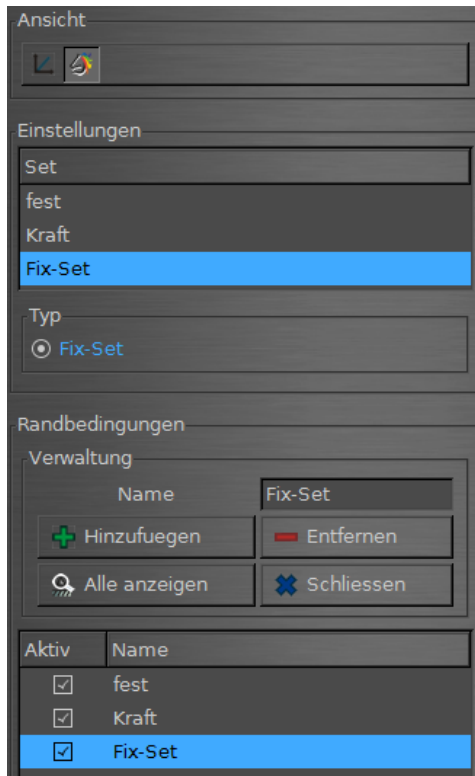 Ansicht
Einstellungen
Set
fest
Kraft
Fix-Set
Typ
Fix-Set
Randbedingungen
Verwaltung
Name Fix-Set
Hinzufuegen Entfernen
Alle anzeigen Schliessen
Aktiv Name
fest
Kraft
Fix-Set